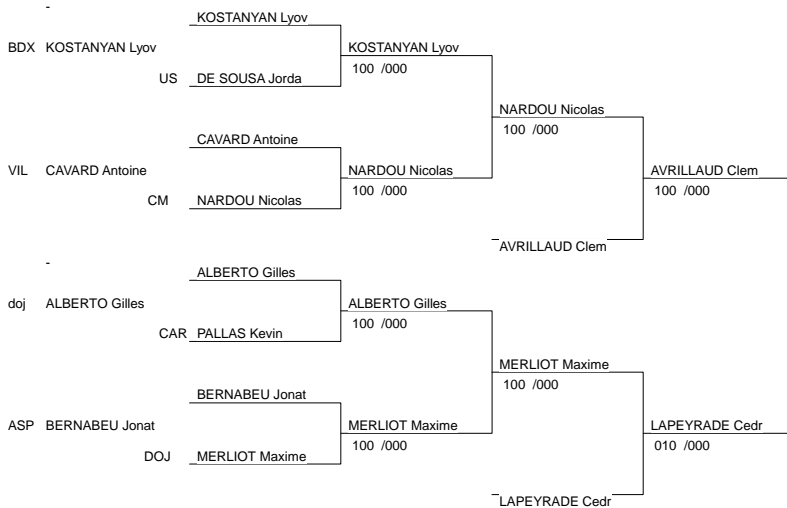 -
KOSTANYAN Lyov
BDX KOSTANYAN Lyov KOSTANYAN Lyov
100 /000
US DE SOUSA Jorda
NARDOU Nicolas
100 /000
CAVARD Antoine
VIL CAVARD Antoine NARDOU Nicolas AVRILLAUD Clem
100 /000 100 /000
CM NARDOU Nicolas
AVRILLAUD Clem
-
ALBERTO Gilles
doj ALBERTO Gilles ALBERTO Gilles
100 /000
CAR PALLAS Kevin
MERLIOT Maxime
100 /000
BERNABEU Jonat
ASP BERNABEU Jonat MERLIOT Maxime LAPEYRADE Cedr
100 /000 010 /000
DOJ MERLIOT Maxime
LAPEYRADE Cedr